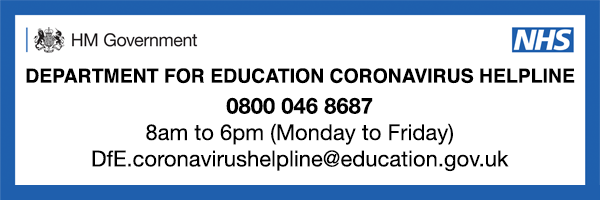 HM Government
NHS
DEPARTMENT FOR EDUCATION CORONAVIRUS HELPLINE
0800 046 8687
8am to 6pm (Monday to Friday)
DfE.coronavirushelpline@education.gov.uk